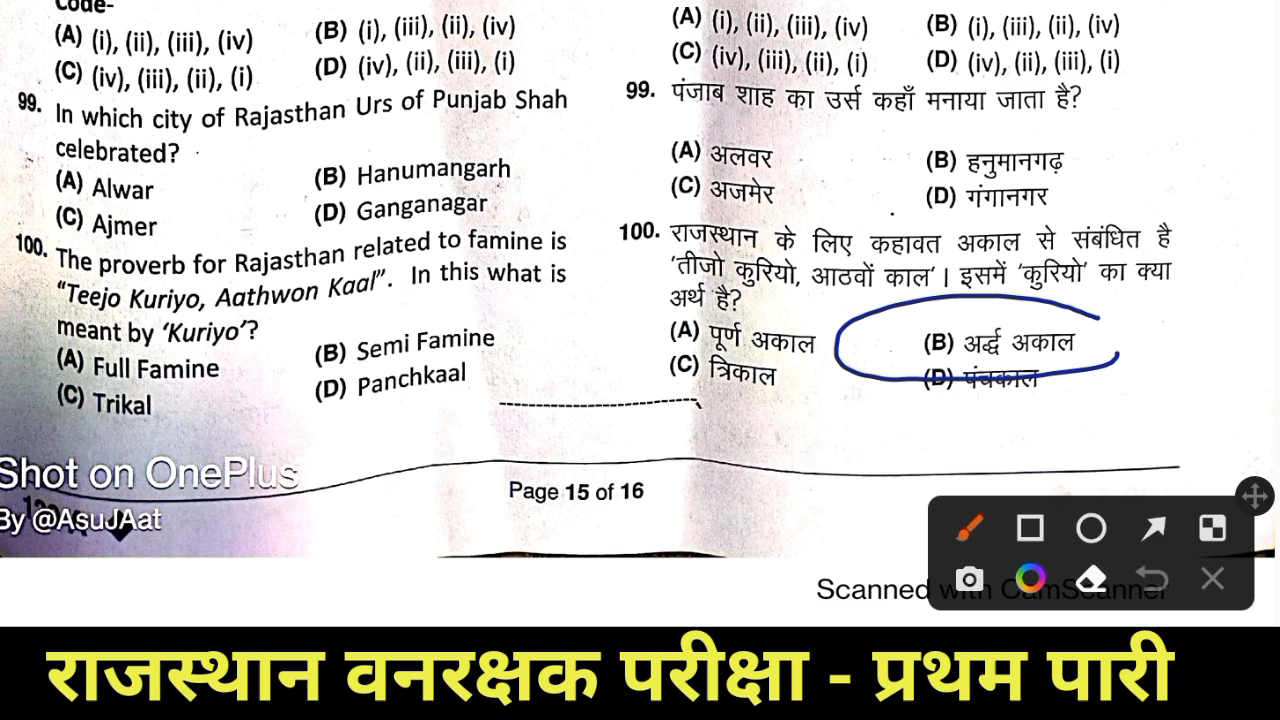 Code-
(A) (i), (ii), (iii), (iv)
(B) (i), (iii), (ii), (iv)
(C) (iv), (iii), (ii), (i)
(D) (iv), (ii), (iii), (i)
99. In which city of Rajasthan Urs of Punjab Shah
celebrated?
(A) Alwar
(B) Hanumangarh
(C) Ajmer
(D) Ganganagar
100. The proverb for Rajasthan related to famine is
“Teejo Kuriyo, Aathwon Kaal”. In this what is
meant by ‘Kuriyo’?
(A) Full Famine
(B) Semi Famine
(C) Trikal
(D) Panchkaal
(A) (i), (ii), (iii), (iv)
(B) (i), (iii), (ii), (iv)
(C) (iv), (iii), (ii), (i)
(D) (iv), (ii), (iii), (i)
99. पंजाब शाह का उर्स कहाँ मनाया जाता है?
(A) अलवर
(B) हनुमानगढ़
(C) अजमेर
(D) गंगानगर
100. राजस्थान के लिए कहावत अकाल से संबंधित है
‘तीजो कुरियो, आठवों काल’। इसमें ‘कुरियो’ का क्या
अर्थ है?
(A) पूर्ण अकाल
(B) अर्द्ध अकाल
(C) त्रिकाल
(D) पंचकाल
Shot on OnePlus
By @AsuJAat
Page 15 of 16
Scanned with CamScanner
राजस्थान वनरक्षक परीक्षा - प्रथम पारी